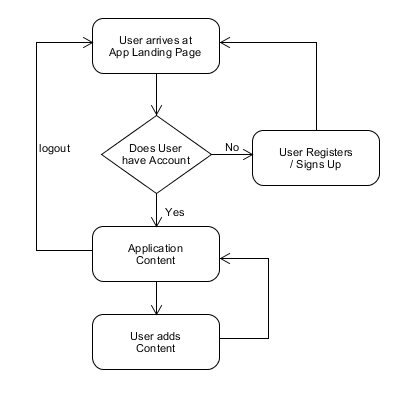 User arrives at
App Landing Page
Does User
have Account
No
User Registers
/ Signs Up
logout
Yes
Application
Content
User adds
Content